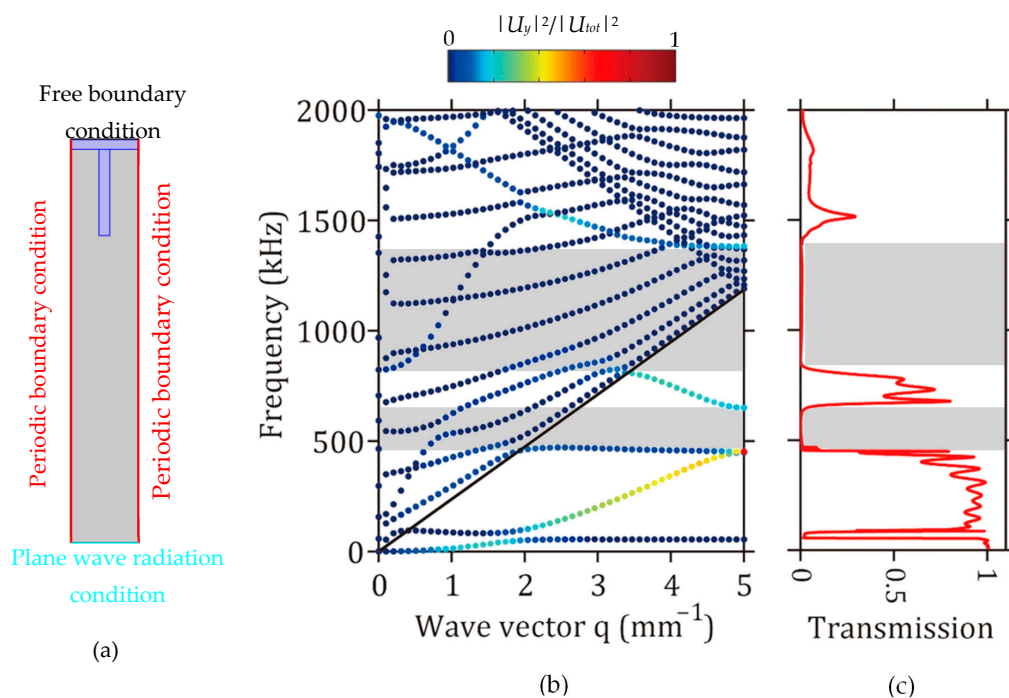 |U_y|²/|U_tot|²
0 1
Free boundary
condition
Periodic boundary condition
Periodic boundary condition
Plane wave radiation
condition
(a)
Frequency (kHz)
2000
1500
1000
500
0
0 1 2 3 4 5
Wave vector q (mm⁻¹)
(b)
0 0.5 1
Transmission
(c)